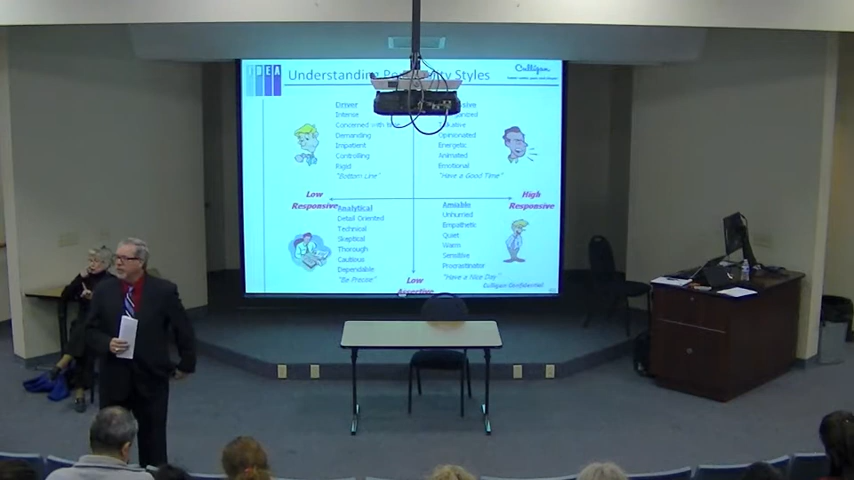 IDEA
Understanding
Styles
Culligan
Driver
Intense
Concerned with
Demanding
Impatient
Controlling
Rigid
"Bottom Line"
Opinionated
Energetic
Animated
Emotional
"Have a Good Time"
Low
Responsive
High
Responsive
Analytical
Detail Oriented
Technical
Skeptical
Thorough
Cautious
Dependable
"Be Precise"
Amiable
Unhurried
Empathetic
Quiet
Warm
Sensitive
Procrastinator
"Have a Nice Day"
Low
Assertive
Culligan Confidential